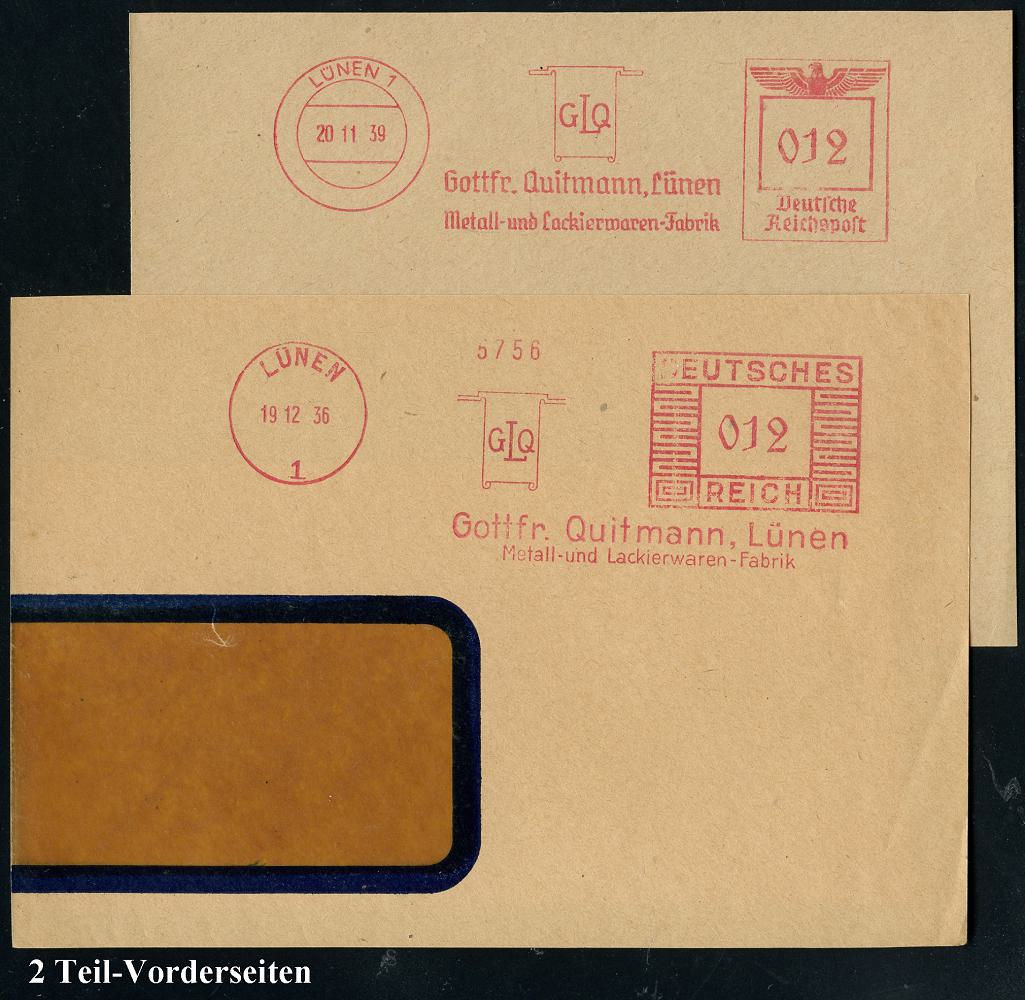 LÜNEN 1
20 11 39
GLQ
Gottfr. Quitmann, Lünen
Metall-und Lackierwaren-Fabrik
012
Deutsche
Reichspost
LÜNEN
19 12 36
1
5756
GLQ
Gottfr. Quitmann, Lünen
Metall-und Lackierwaren-Fabrik
DEUTSCHES
012
REICH
2 Teil-Vorderseiten